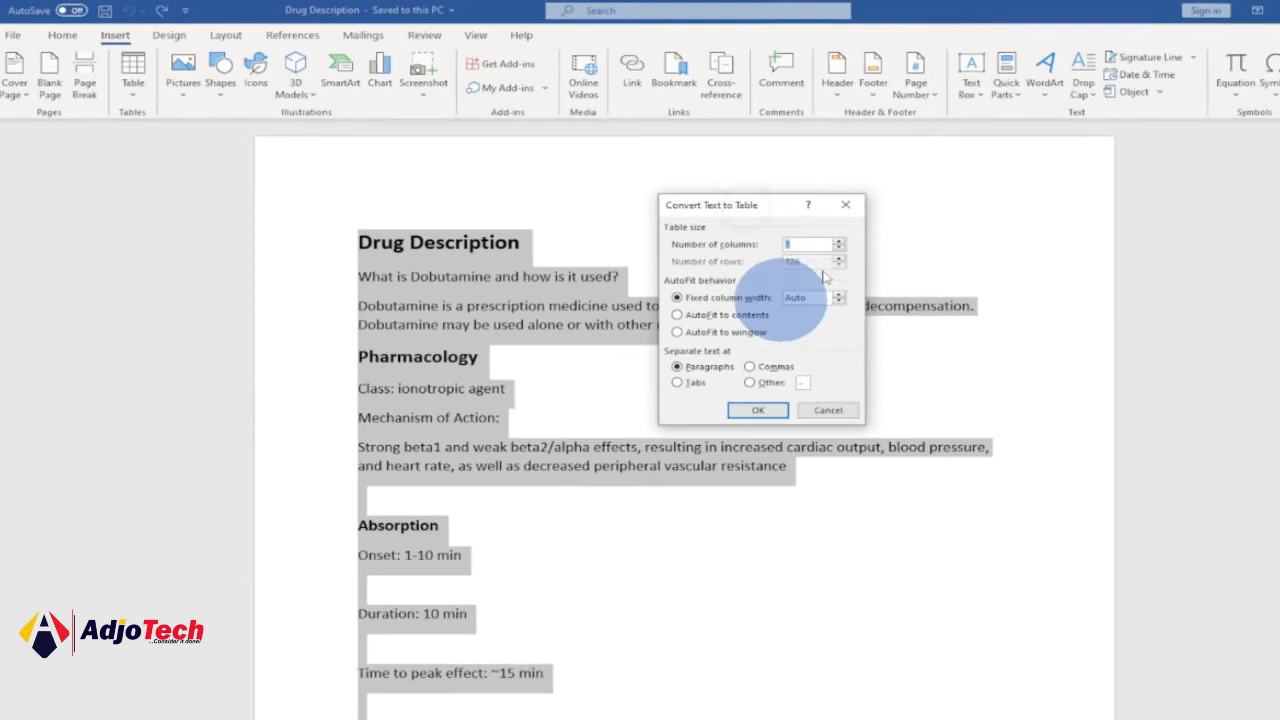 AutoSave Off Drug Description - Saved to this PC Search Sign in
File Home Insert Design Layout References Mailings Review View Help
Cover Page
Blank Page
Page Break
Pages
Table
Tables
Pictures
Shapes
Icons
3D Models
SmartArt
Chart
Screenshot
Illustrations
Get Add-ins
My Add-ins
Add-ins
Online Videos
Media
Link
Bookmark
Cross-reference
Links
Comment
Comments
Header
Footer
Page Number
Header & Footer
Text Box
Quick Parts
WordArt
Drop Cap
Signature Line
Date & Time
Object
Text
Equation
Symbols
Convert Text to Table ?
Table size
Number of columns: 1
Number of rows: 126
AutoFit behavior
Fixed column width: Auto
AutoFit to contents
AutoFit to window
Separate text at
Paragraphs Commas
Tabs Other: -
OK Cancel
Drug Description
What is Dobutamine and how is it used?
Dobutamine is a prescription medicine used to decompensation.
Dobutamine may be used alone or with other
Pharmacology
Class: ionotropic agent
Mechanism of Action:
Strong beta1 and weak beta2/alpha effects, resulting in increased cardiac output, blood pressure,
and heart rate, as well as decreased peripheral vascular resistance
Absorption
Onset: 1-10 min
Duration: 10 min
Time to peak effect: ~15 min
AdjoTech
...Consider it done!